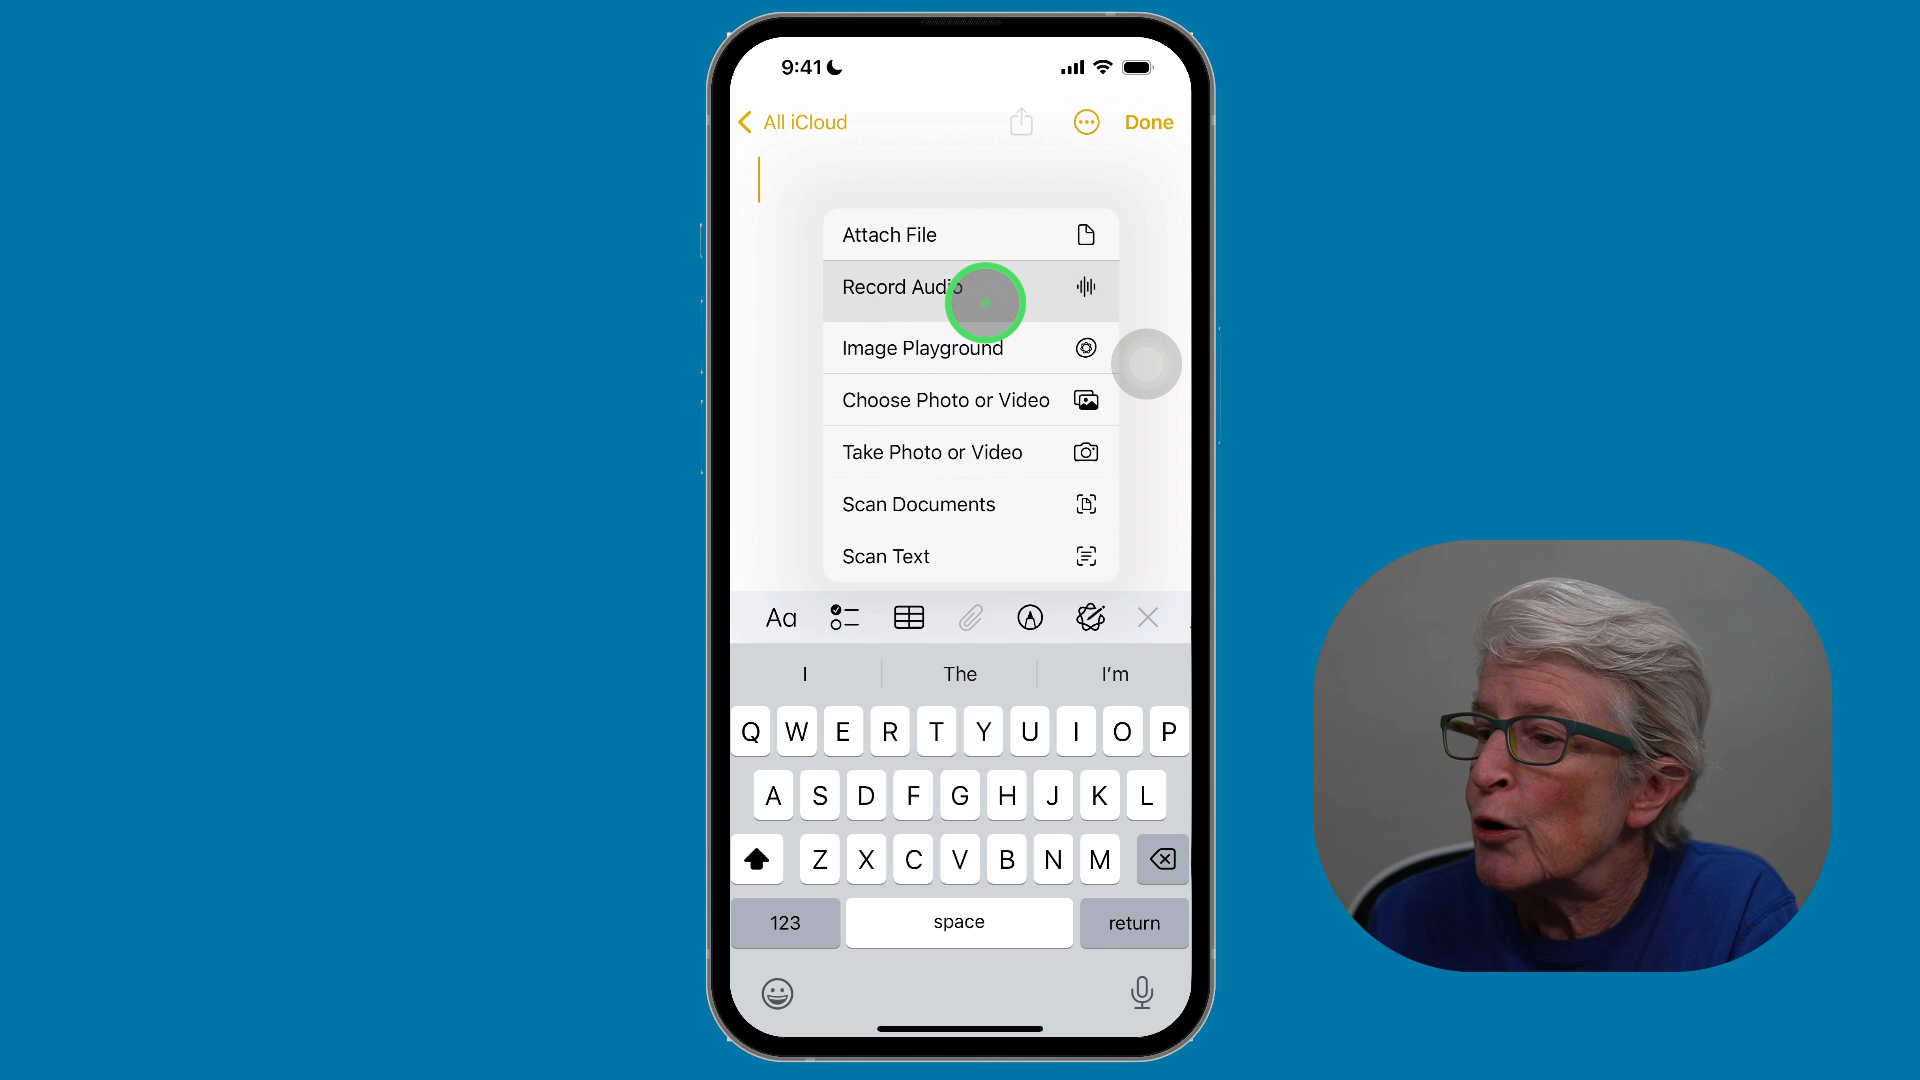 9:41
All iCloud
Done
Attach File
Record Audio
Image Playground
Choose Photo or Video
Take Photo or Video
Scan Documents
Scan Text
Aa
I The I'm
Q W E R T Y U I O P
A S D F G H J K L
Z X C V B N M
123 space return